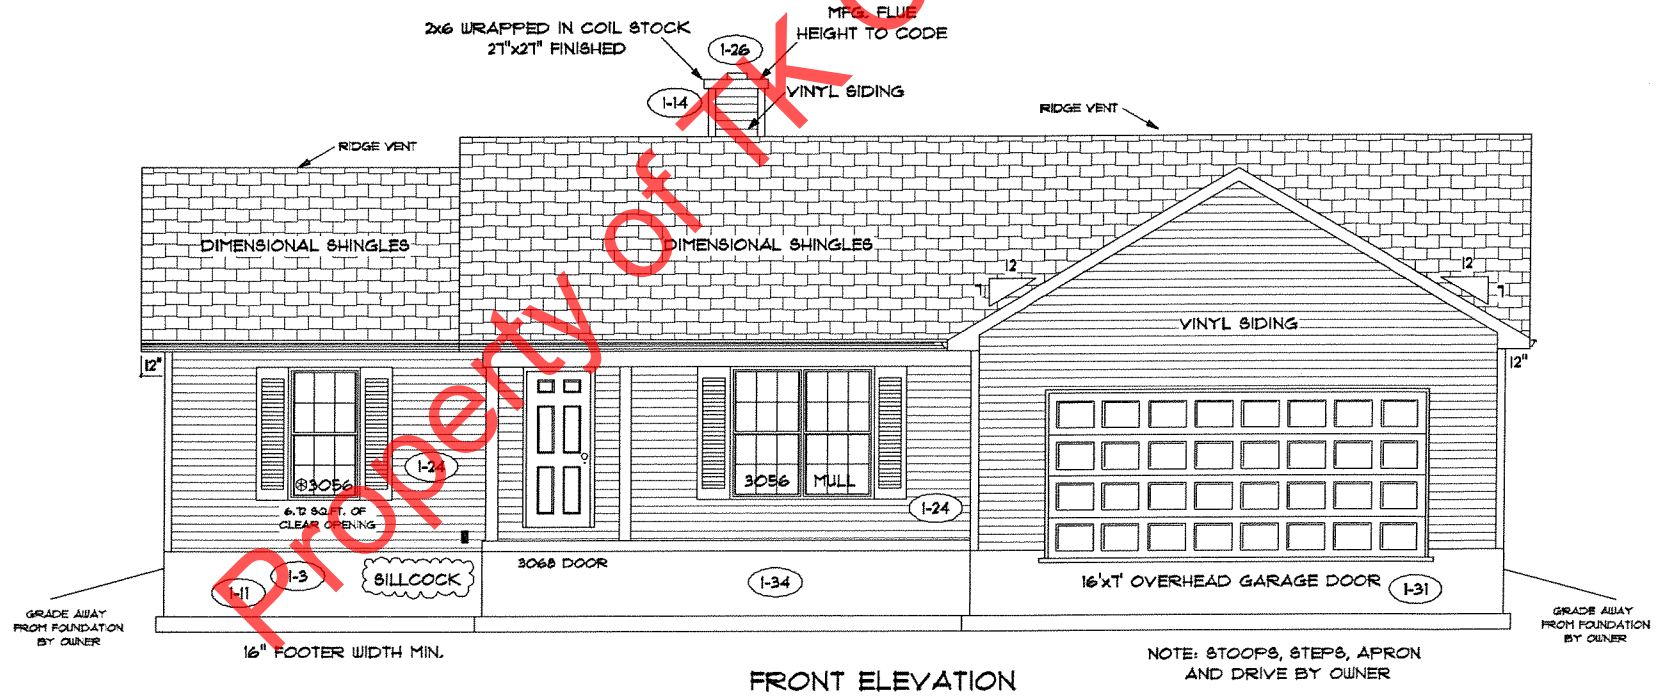 2x6 WRAPPED IN COIL STOCK
27"x27" FINISHED
MFG. FLUE
HEIGHT TO CODE
1-26
1-14
VINYL SIDING
RIDGE VENT
RIDGE VENT
DIMENSIONAL SHINGLES
DIMENSIONAL SHINGLES
12
7
12
7
VINYL SIDING
12"
12"
3056
6.72 SQ.FT. OF
CLEAR OPENING
1-24
3056 MULL
1-24
3068 DOOR
16'x7' OVERHEAD GARAGE DOOR
1-11
1-3
SILLCOCK
1-34
1-31
GRADE AWAY
FROM FOUNDATION
BY OWNER
GRADE AWAY
FROM FOUNDATION
BY OWNER
16" FOOTER WIDTH MIN.
NOTE: STOOPS, STEPS, APRON
AND DRIVE BY OWNER
FRONT ELEVATION
Property of TK